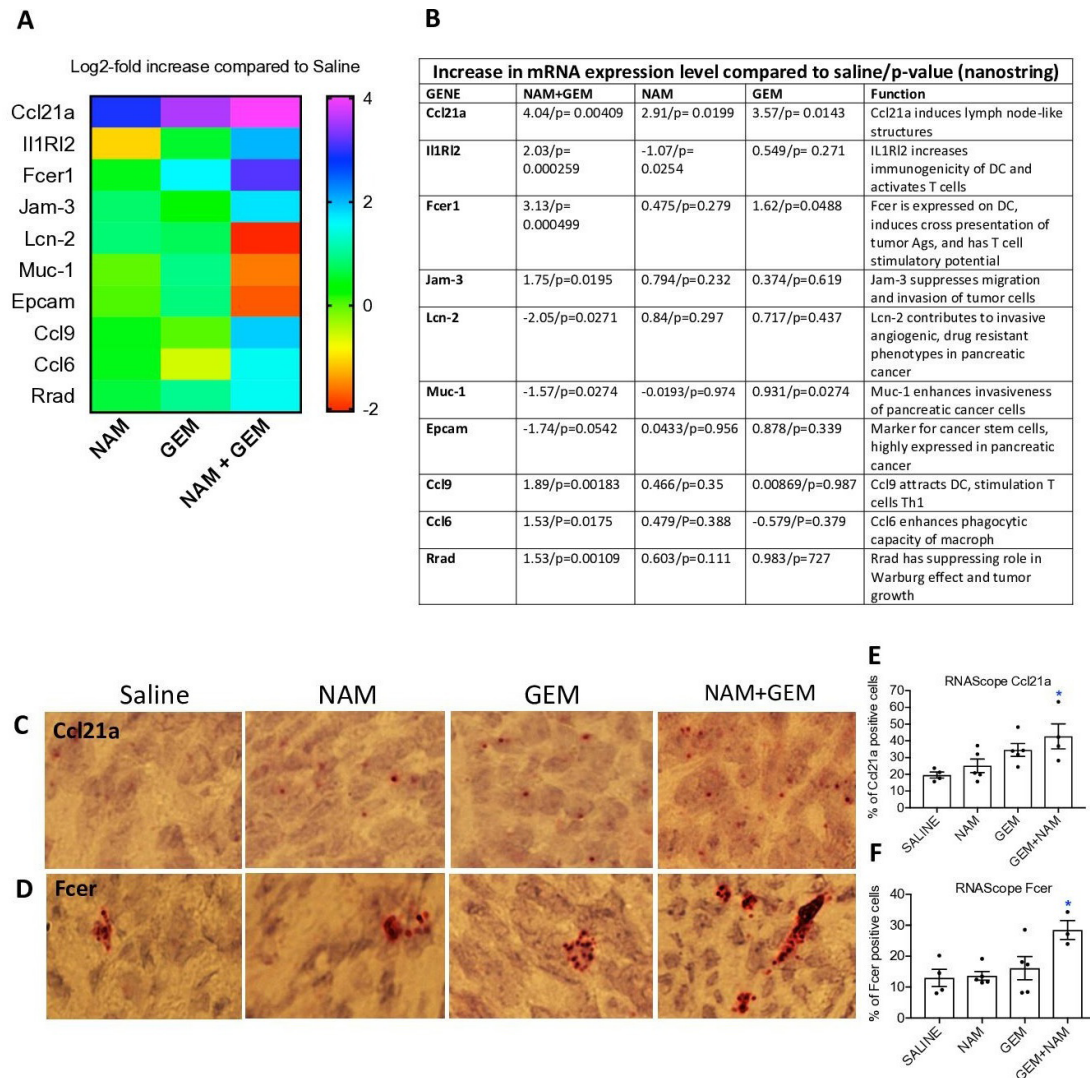 A
Log2-fold increase compared to Saline
Ccl21a
Il1Rl2
Fcer1
Jam-3
Lcn-2
Muc-1
Epcam
Ccl9
Ccl6
Rrad
NAM
GEM
NAM + GEM
4
2
0
-2
B
Increase in mRNA expression level compared to saline/p-value (nanostring)
GENE NAM+GEM NAM GEM Function
Ccl21a 4.04/p= 0.00409 2.91/p= 0.0199 3.57/p= 0.0143 Ccl21a induces lymph node-like
structures
Il1Rl2 2.03/p= -1.07/p= 0.549/p= 0.271 IL1Rl2 increases
0.000259 0.0254 immunogenicity of DC and
activates T cells
Fcer1 3.13/p= 0.475/p=0.279 1.62/p=0.0488 Fcer is expressed on DC,
0.000499 induces cross presentation of
tumor Ags, and has T cell
stimulatory potential
Jam-3 1.75/p=0.0195 0.794/p=0.232 0.374/p=0.619 Jam-3 suppresses migration
and invasion of tumor cells
Lcn-2 -2.05/p=0.0271 0.84/p=0.297 0.717/p=0.437 Lcn-2 contributes to invasive
angiogenic, drug resistant
phenotypes in pancreatic
cancer
Muc-1 -1.57/p=0.0274 -0.0193/p=0.974 0.931/p=0.0274 Muc-1 enhances invasiveness
of pancreatic cancer cells
Epcam -1.74/p=0.0542 0.0433/p=0.956 0.878/p=0.339 Marker for cancer stem cells,
highly expressed in pancreatic
cancer
Ccl9 1.89/p=0.00183 0.466/p=0.35 0.00869/p=0.987 Ccl9 attracts DC, stimulation T
cells Th1
Ccl6 1.53/P=0.0175 0.479/P=0.388 -0.579/P=0.379 Ccl6 enhances phagocytic
capacity of macroph
Rrad 1.53/p=0.00109 0.603/p=0.111 0.983/p=727 Rrad has suppressing role in
Warburg effect and tumor
growth
Saline NAM GEM NAM+GEM
C
Ccl21a
D
Fcer
E
RNAScope Ccl21a
% of Ccl21a positive cells
70
60
50
40
30
20
10
0
*
SALINE
NAM
GEM
GEM+NAM
F
RNAScope Fcer
% of Fcer positive cells
40
30
20
10
0
*
SALINE
NAM
GEM
GEM+NAM